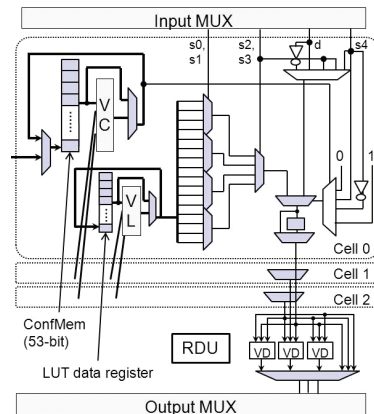 Input MUX
s0, s2, d s4
s1 s3
V
C
0 1
V
L
Cell 0
Cell 1
Cell 2
ConfMem
(53-bit)
RDU
VD VD VD
LUT data register
Output MUX